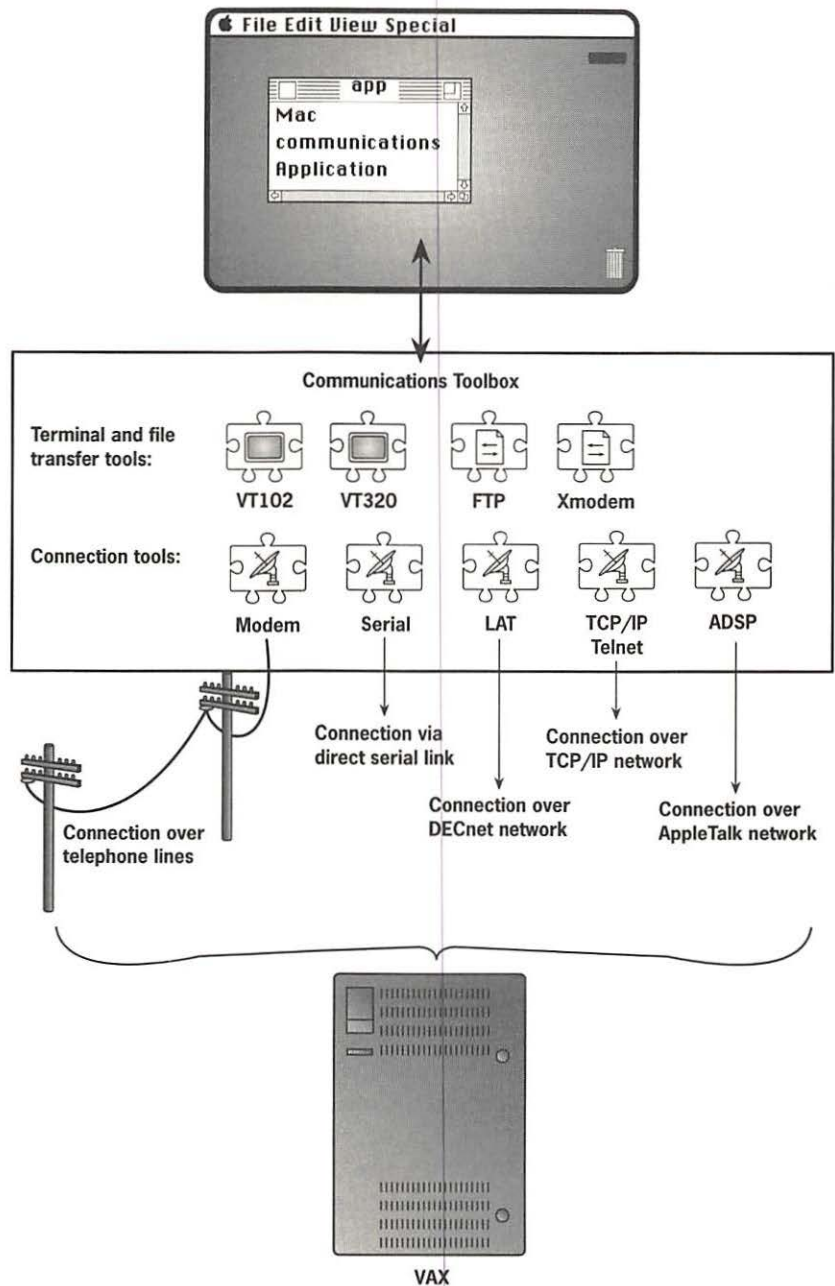 File Edit View Special
app
Mac
communications
Application
Communications Toolbox
Terminal and file
transfer tools:
VT102 VT320 FTP Xmodem
Connection tools:
Modem Serial LAT TCP/IP
Telnet
ADSP
Connection via
direct serial link
Connection over
TCP/IP network
Connection over
DECnet network
Connection over
AppleTalk network
Connection over
telephone lines
VAX